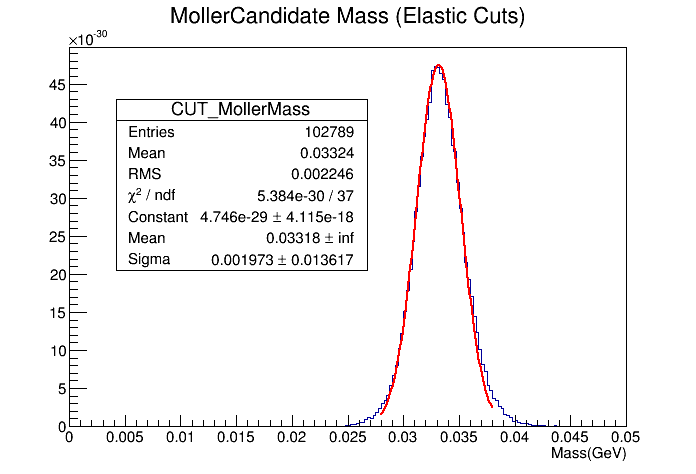 MollerCandidate Mass (Elastic Cuts)
×10-30
CUT_MollerMass
Entries 102789
Mean 0.03324
RMS 0.002246
χ2 / ndf 5.384e-30 / 37
Constant 4.746e-29 ± 4.115e-18
Mean 0.03318 ± inf
Sigma 0.001973 ± 0.013617
45
40
35
30
25
20
15
10
5
0
0 0.005 0.01 0.015 0.02 0.025 0.03 0.035 0.04 0.045 0.05
Mass(GeV)